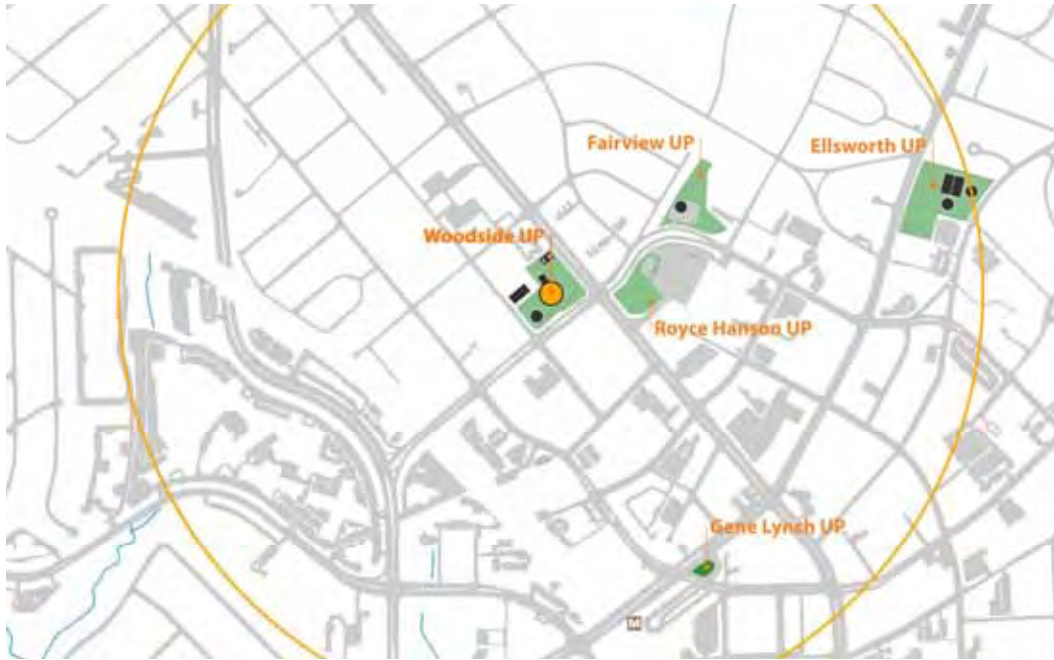 Fairview UP
Ellsworth UP
Woodside UP
Royce Hanson UP
Gene Lynch UP
M